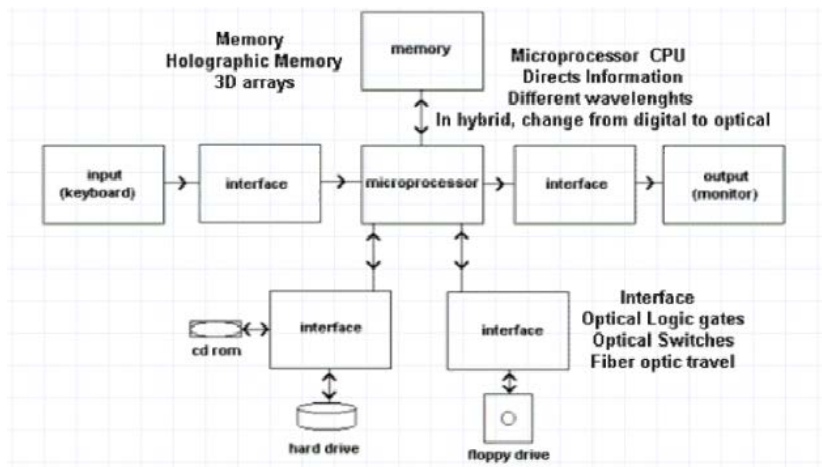 Memory
Holographic Memory
3D arrays
memory
Microprocessor CPU
Directs Information
Different wavelenghts
In hybrid, change from digital to optical
input
(keyboard)
interface
microprocessor
interface
output
(monitor)
interface
cd rom
hard drive
interface
floppy drive
Interface
Optical Logic gates
Optical Switches
Fiber optic travel